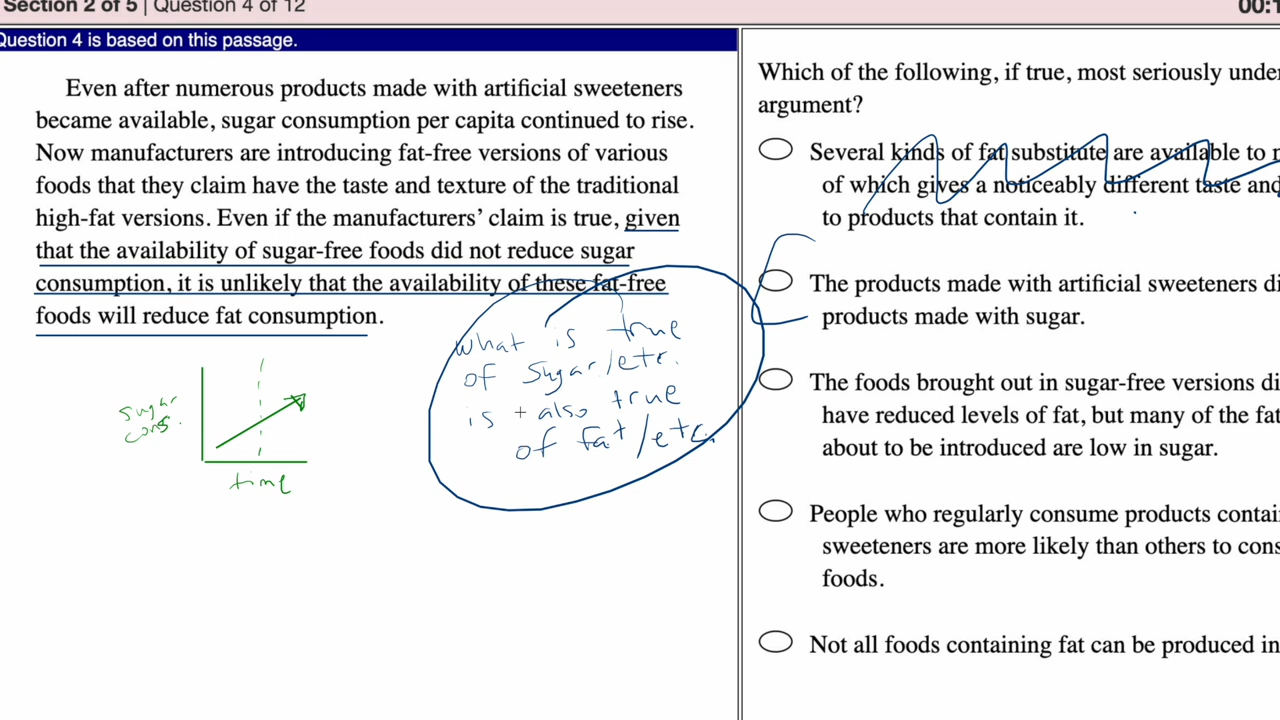 Section 2 of 5 | Question 4 of 12
00:1
Question 4 is based on this passage.
Even after numerous products made with artificial sweeteners
became available, sugar consumption per capita continued to rise.
Now manufacturers are introducing fat-free versions of various
foods that they claim have the taste and texture of the traditional
high-fat versions. Even if the manufacturers’ claim is true, given
that the availability of sugar-free foods did not reduce sugar
consumption, it is unlikely that the availability of these fat-free
foods will reduce fat consumption.
what is true
of sugar/etc.
is also true
of fat/etc.
sugar
cons.
time
Which of the following, if true, most seriously unde
argument?
Several kinds of fat substitute are available to
of which gives a noticeably different taste and
to products that contain it.
The products made with artificial sweeteners di
products made with sugar.
The foods brought out in sugar-free versions di
have reduced levels of fat, but many of the fat
about to be introduced are low in sugar.
People who regularly consume products contai
sweeteners are more likely than others to cons
foods.
Not all foods containing fat can be produced in